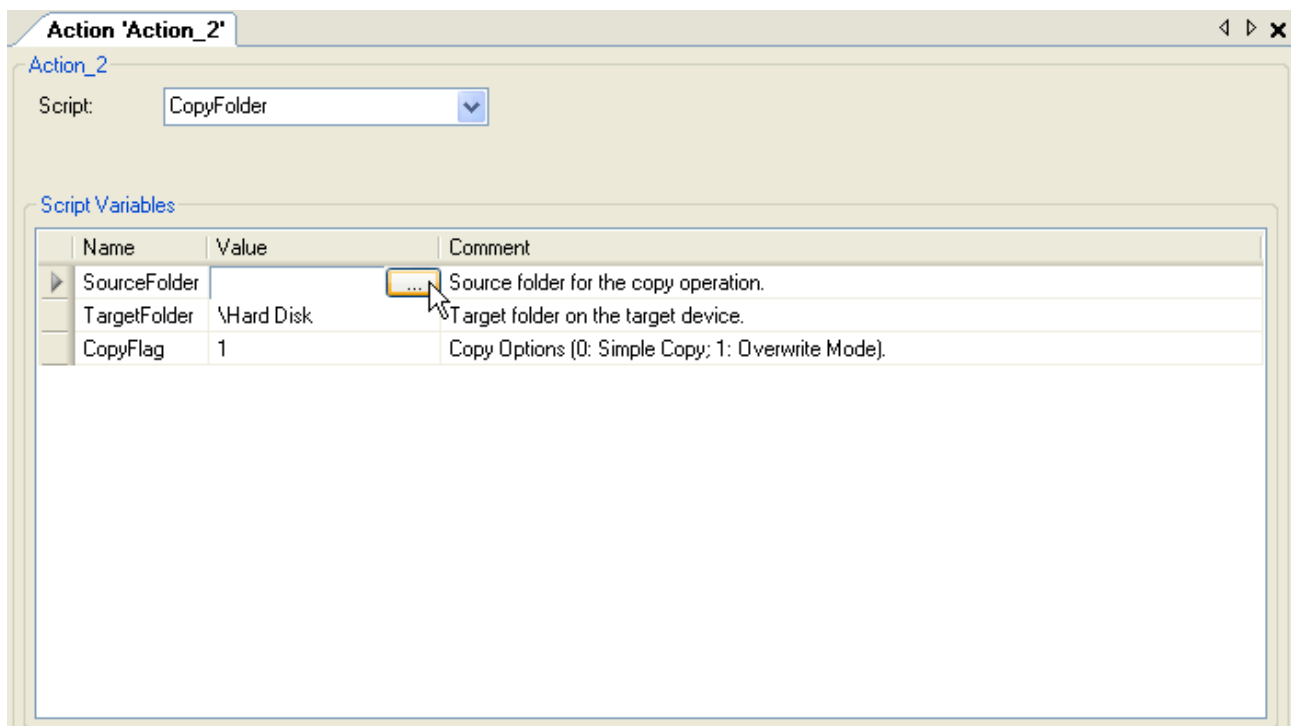 Action 'Action_2'
Action_2
Script: CopyFolder
Script Variables
Name Value Comment
SourceFolder ... Source folder for the copy operation.
TargetFolder \Hard Disk Target folder on the target device.
CopyFlag 1 Copy Options (0: Simple Copy; 1: Overwrite Mode).